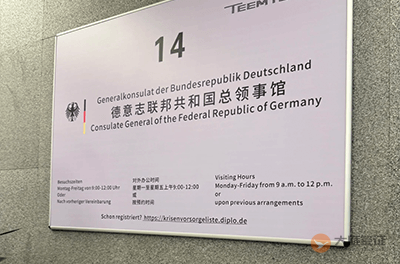 TEEMT
14
Generalkonsulat der Bundesrepublik Deutschland
德意志联邦共和国总领事馆
Consulate General of the Federal Republic of Germany
Besuchszeiten
Montag-Freitag von 9:00-12:00 Uhr
Oder
Nach vorheriger Vereinbarung
对外办公时间
星期一至星期五上午9:00-12:00
或
按预约时间
Visiting Hours
Monday-Friday from 9 a.m. to 12 p.m.
or
upon previous arrangements
Schon registriert? https://krisenvorsorgeliste.diplo.de